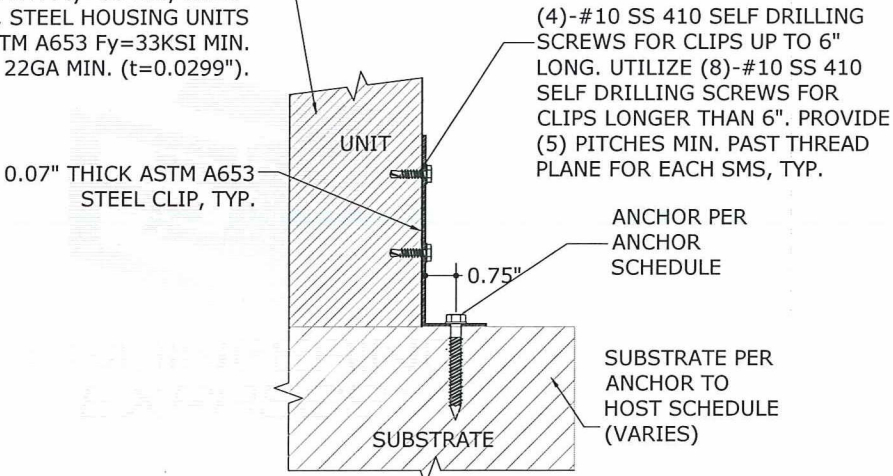 . STEEL HOUSING UNITS
TM A653 Fy=33KSI MIN.
22GA MIN. (t=0.0299").
(4)-#10 SS 410 SELF DRILLING
SCREWS FOR CLIPS UP TO 6"
LONG. UTILIZE (8)-#10 SS 410
SELF DRILLING SCREWS FOR
CLIPS LONGER THAN 6". PROVIDE
(5) PITCHES MIN. PAST THREAD
PLANE FOR EACH SMS, TYP.
UNIT
0.07" THICK ASTM A653
STEEL CLIP, TYP.
ANCHOR PER
ANCHOR
SCHEDULE
0.75"
SUBSTRATE PER
ANCHOR TO
HOST SCHEDULE
(VARIES)
SUBSTRATE